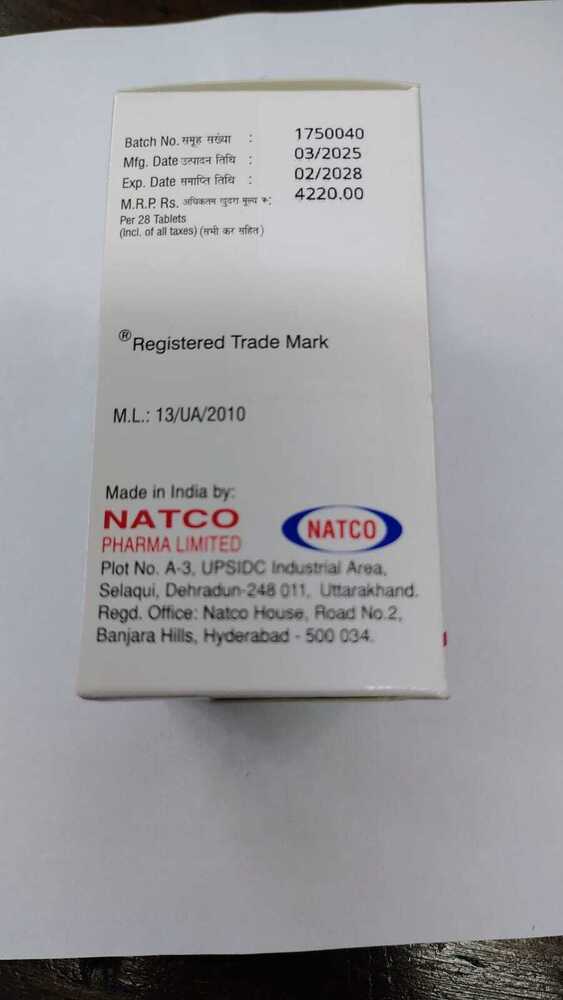 Batch No. समूह संख्या : 1750040
Mfg. Date उत्पादन तिथि : 03/2025
Exp. Date समाप्ति तिथि : 02/2028
M.R.P. Rs. अधिकतम खुदरा मूल्य रू: 4220.00
Per 28 Tablets
(Incl. of all taxes) (सभी कर सहित)
® Registered Trade Mark
M.L.: 13/UA/2010
Made in India by:
NATCO
PHARMA LIMITED
NATCO
Plot No. A-3, UPSIDC Industrial Area,
Selaqui, Dehradun-248 011, Uttarakhand.
Regd. Office: Natco House, Road No.2,
Banjara Hills, Hyderabad - 500 034.